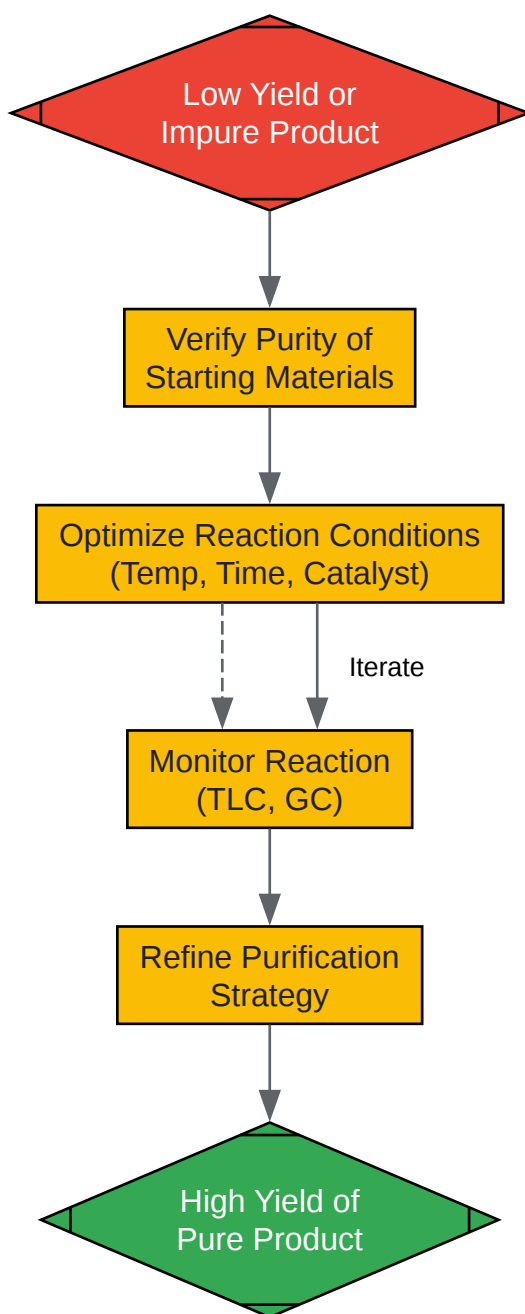 Low Yield or
Impure Product
Verify Purity of
Starting Materials
Optimize Reaction Conditions
(Temp, Time, Catalyst)
Iterate
Monitor Reaction
(TLC, GC)
Refine Purification
Strategy
High Yield of
Pure Product